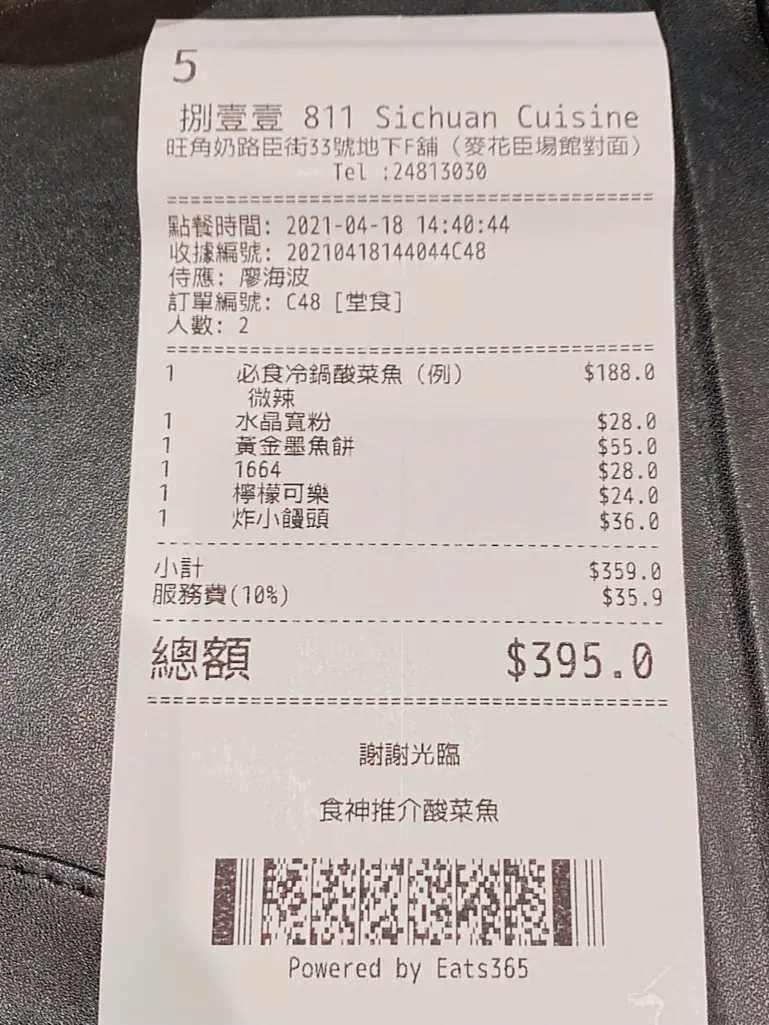 5
捌壹壹 811 Sichuan Cuisine
旺角奶路臣街33號地下F舖（麥花臣場館對面）
Tel :24813030
點餐時間: 2021-04-18 14:40:44
收據編號: 20210418144044C48
侍應: 廖海波
訂單編號: C48 [堂食]
人數: 2
1 必食冷鍋酸菜魚（例） $188.0
微辣
1 水晶寬粉 $28.0
1 黃金墨魚餅 $55.0
1 1664 $28.0
1 檸檬可樂 $24.0
1 炸小饅頭 $36.0
小計 $359.0
服務費(10%) $35.9
總額 $395.0
謝謝光臨
食神推介酸菜魚
Powered by Eats365